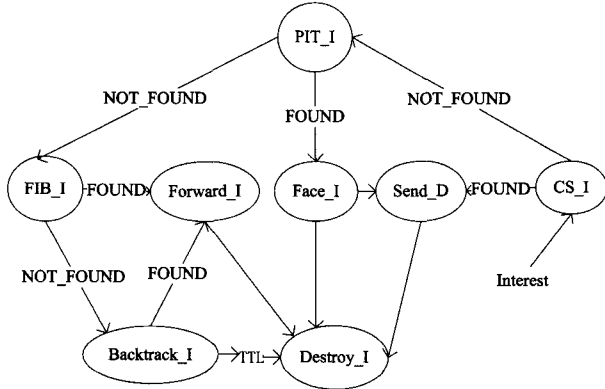 PIT_I
NOT_FOUND
FOUND
NOT_FOUND
FIB_I
FOUND
Forward_I
Face_I
Send_D
FOUND
CS_I
NOT_FOUND
FOUND
Interest
Backtrack_I
TTL
Destroy_I